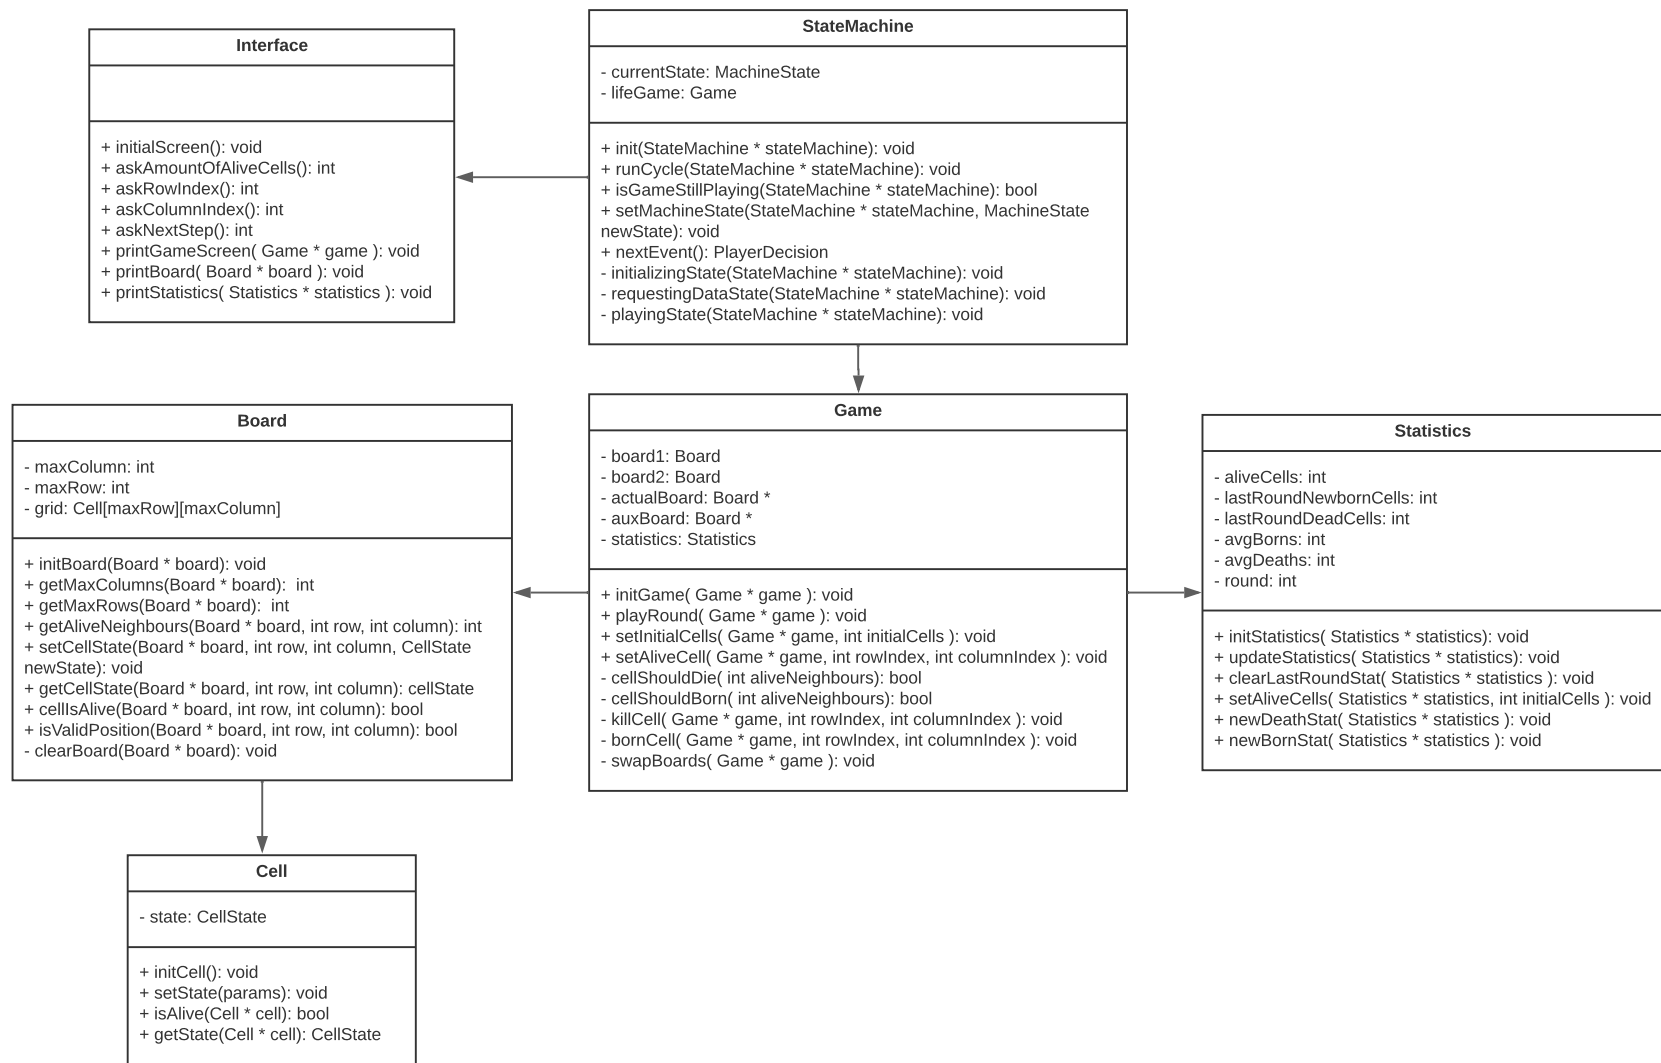 Interface
+ initialScreen(): void
+ askAmountOfAliveCells(): int
+ askRowIndex(): int
+ askColumnIndex(): int
+ askNextStep(): int
+ printGameScreen( Game * game ): void
+ printBoard( Board * board ): void
+ printStatistics( Statistics * statistics ): void
StateMachine
- currentState: MachineState
- lifeGame: Game
+ init(StateMachine * stateMachine): void
+ runCycle(StateMachine * stateMachine): void
+ isGameStillPlaying(StateMachine * stateMachine): bool
+ setMachineState(StateMachine * stateMachine, MachineState
newState): void
+ nextEvent(): PlayerDecision
- initializingState(StateMachine * stateMachine): void
- requestingDataState(StateMachine * stateMachine): void
- playingState(StateMachine * stateMachine): void
Board
- maxColumn: int
- maxRow: int
- grid: Cell[maxRow][maxColumn]
+ initBoard(Board * board): void
+ getMaxColumns(Board * board):  int
+ getMaxRows(Board * board):  int
+ getAliveNeighbours(Board * board, int row, int column): int
+ setCellState(Board * board, int row, int column, CellState
newState): void
+ getCellState(Board * board, int row, int column): cellState
+ cellIsAlive(Board * board, int row, int column): bool
+ isValidPosition(Board * board, int row, int column): bool
- clearBoard(Board * board): void
Game
- board1: Board
- board2: Board
- actualBoard: Board *
- auxBoard: Board *
- statistics: Statistics
+ initGame( Game * game ): void
+ playRound( Game * game ): void
+ setInitialCells( Game * game, int initialCells ): void
+ setAliveCell( Game * game, int rowIndex, int columnIndex ): void
- cellShouldDie( int aliveNeighbours): bool
- cellShouldBorn( int aliveNeighbours): bool
- killCell( Game * game, int rowIndex, int columnIndex ): void
- bornCell( Game * game, int rowIndex, int columnIndex ): void
- swapBoards( Game * game ): void
Statistics
- aliveCells: int
- lastRoundNewbornCells: int
- lastRoundDeadCells: int
- avgBorns: int
- avgDeaths: int
- round: int
+ initStatistics( Statistics * statistics): void
+ updateStatistics( Statistics * statistics): void
+ clearLastRoundStat( Statistics * statistics ): void
+ setAliveCells( Statistics * statistics, int initialCells ): void
+ newDeathStat( Statistics * statistics ): void
+ newBornStat( Statistics * statistics ): void
Cell
- state: CellState
+ initCell(): void
+ setState(params): void
+ isAlive(Cell * cell): bool
+ getState(Cell * cell): CellState